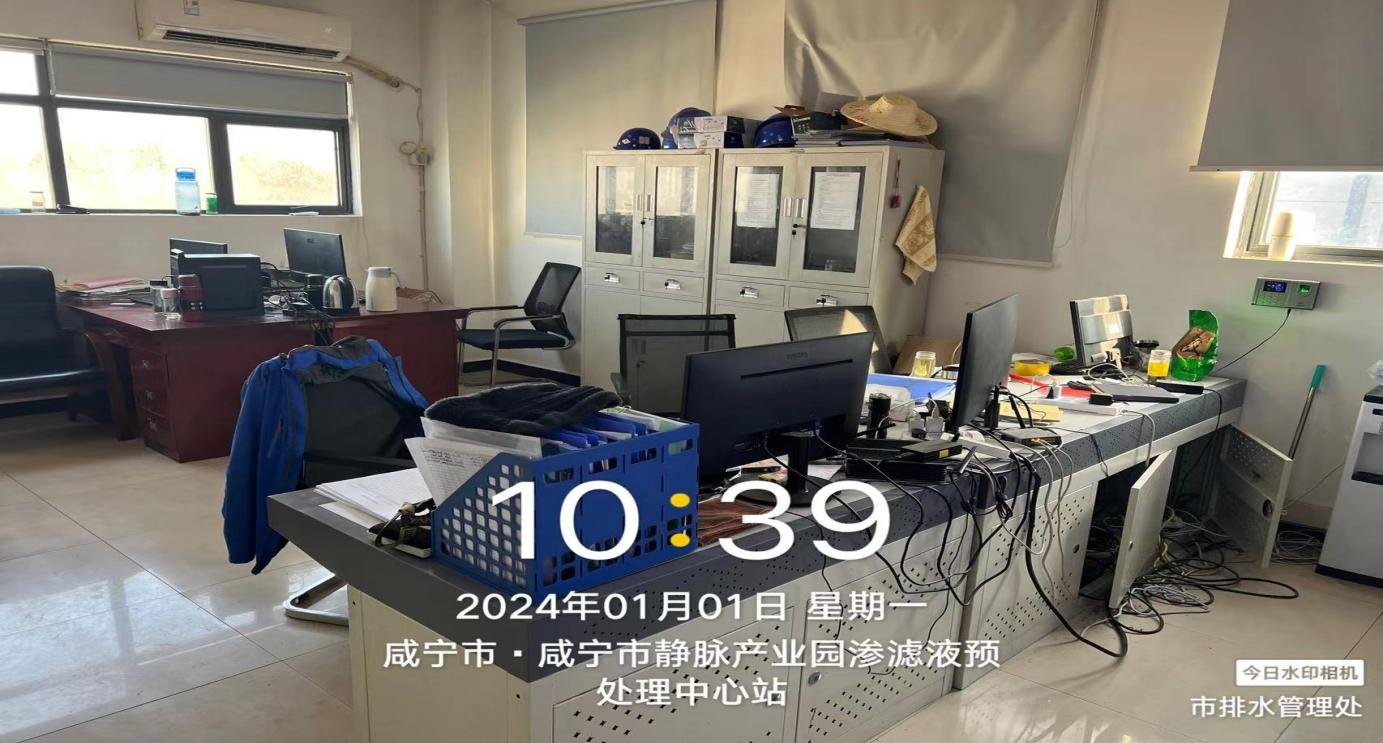 10:39
2024年01月01日 星期一
咸宁市·咸宁市静脉产业园渗滤液预
处理中心站
今日水印相机
市排水管理处
PHILIPS